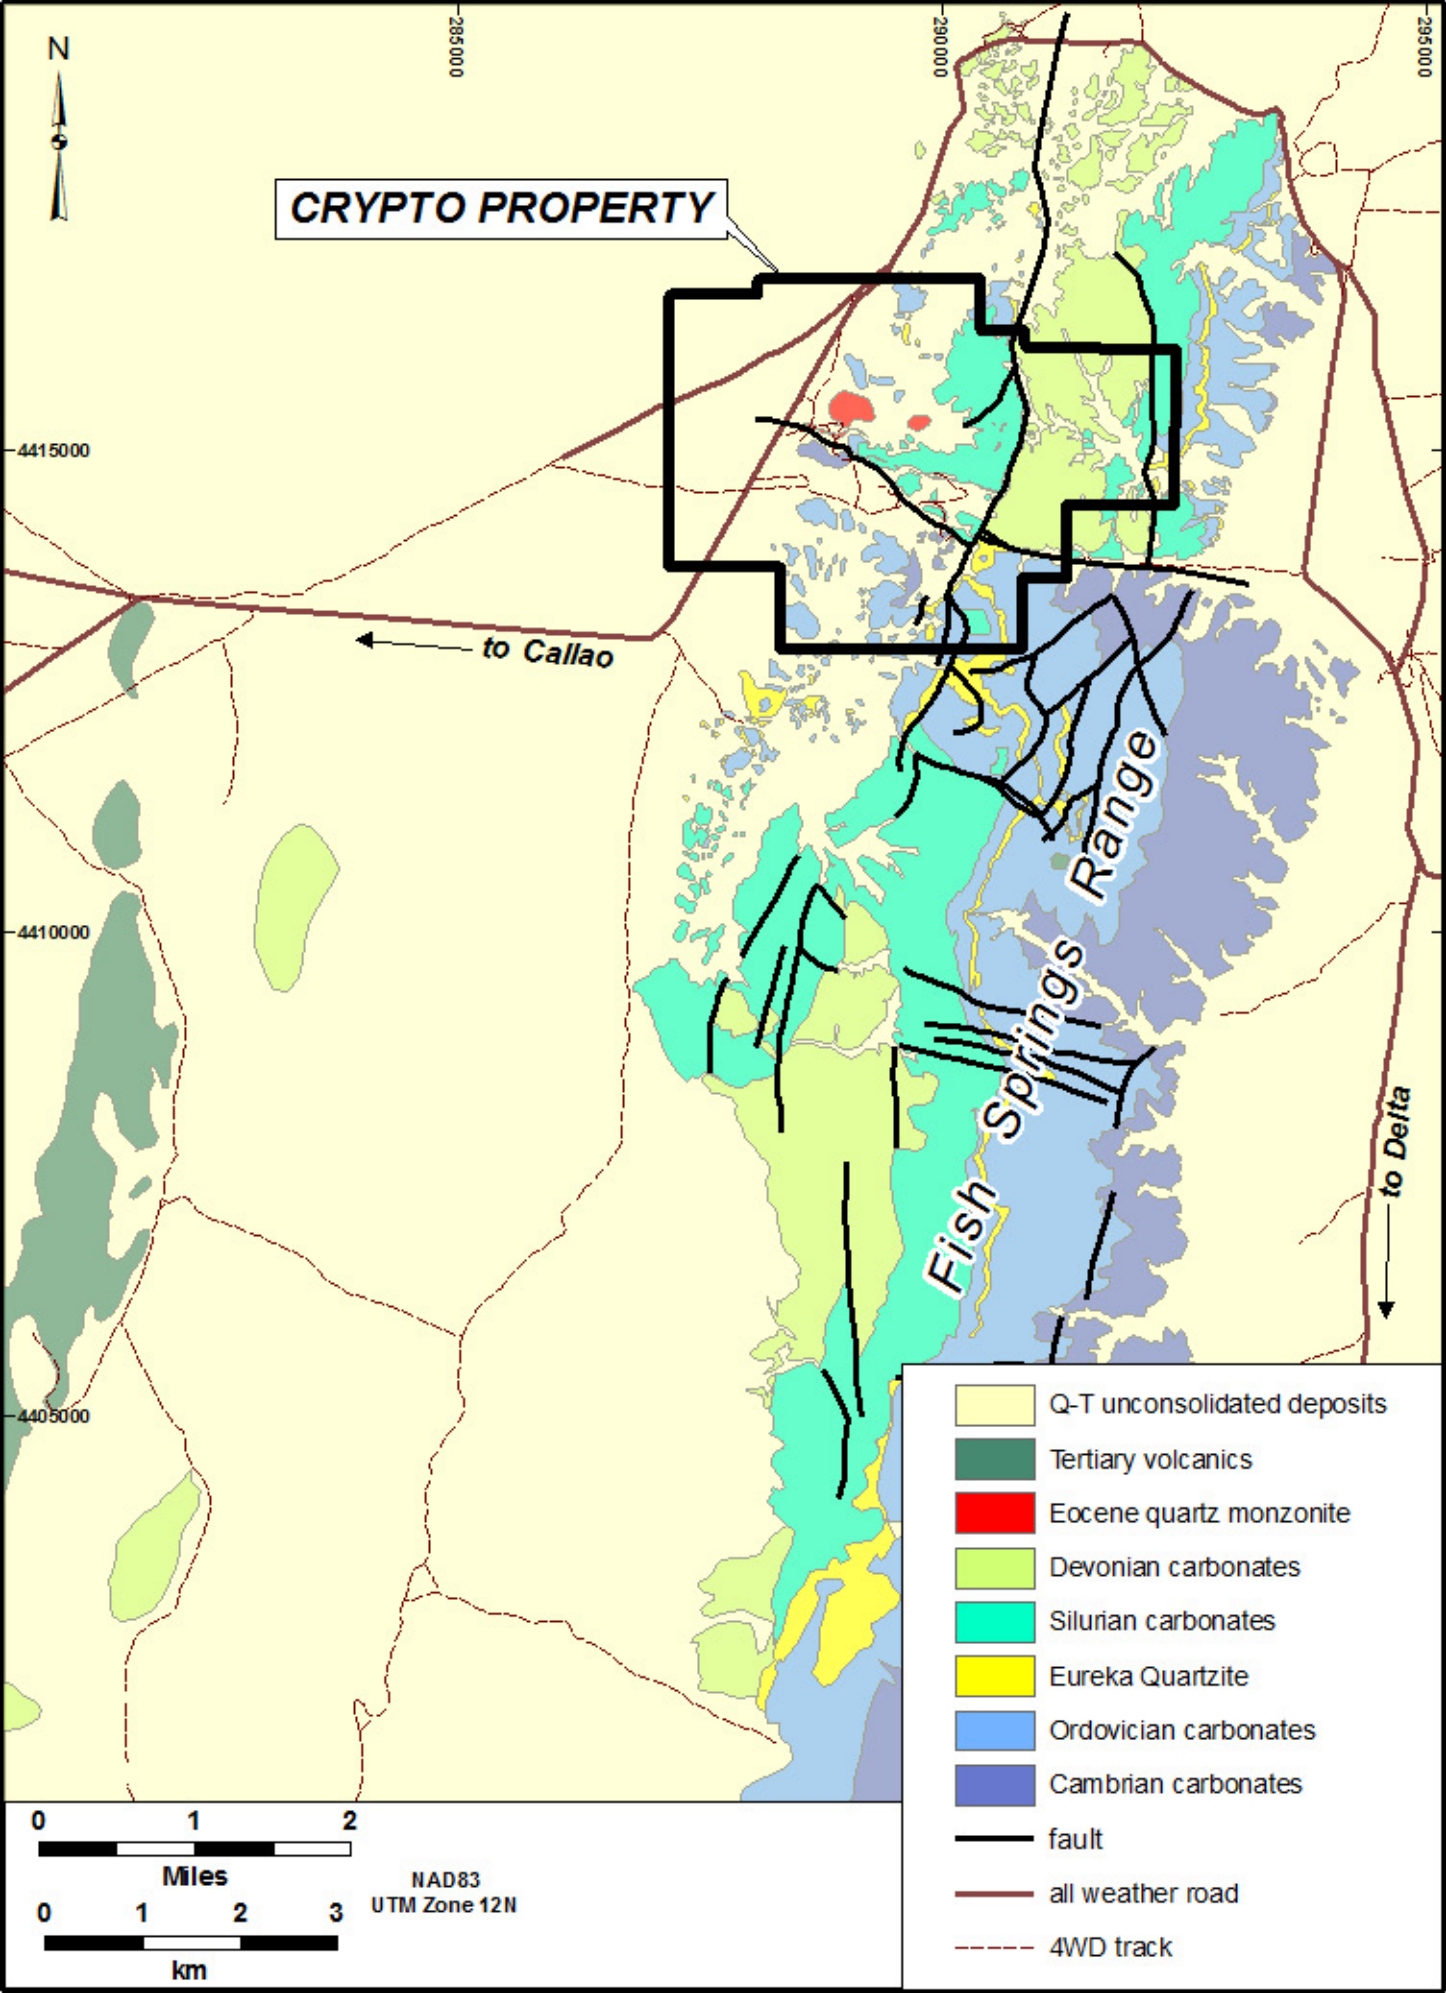 N
285000
290000
295000
CRYPTO PROPERTY
4415000
to Callao
4410000
Fish Springs Range
to Delta
4405000
Q-T unconsolidated deposits
Tertiary volcanics
Eocene quartz monzonite
Devonian carbonates
Silurian carbonates
Eureka Quartzite
Ordovician carbonates
Cambrian carbonates
fault
all weather road
4WD track
0 1 2
Miles
0 1 2 3
km
NAD83
UTM Zone 12N